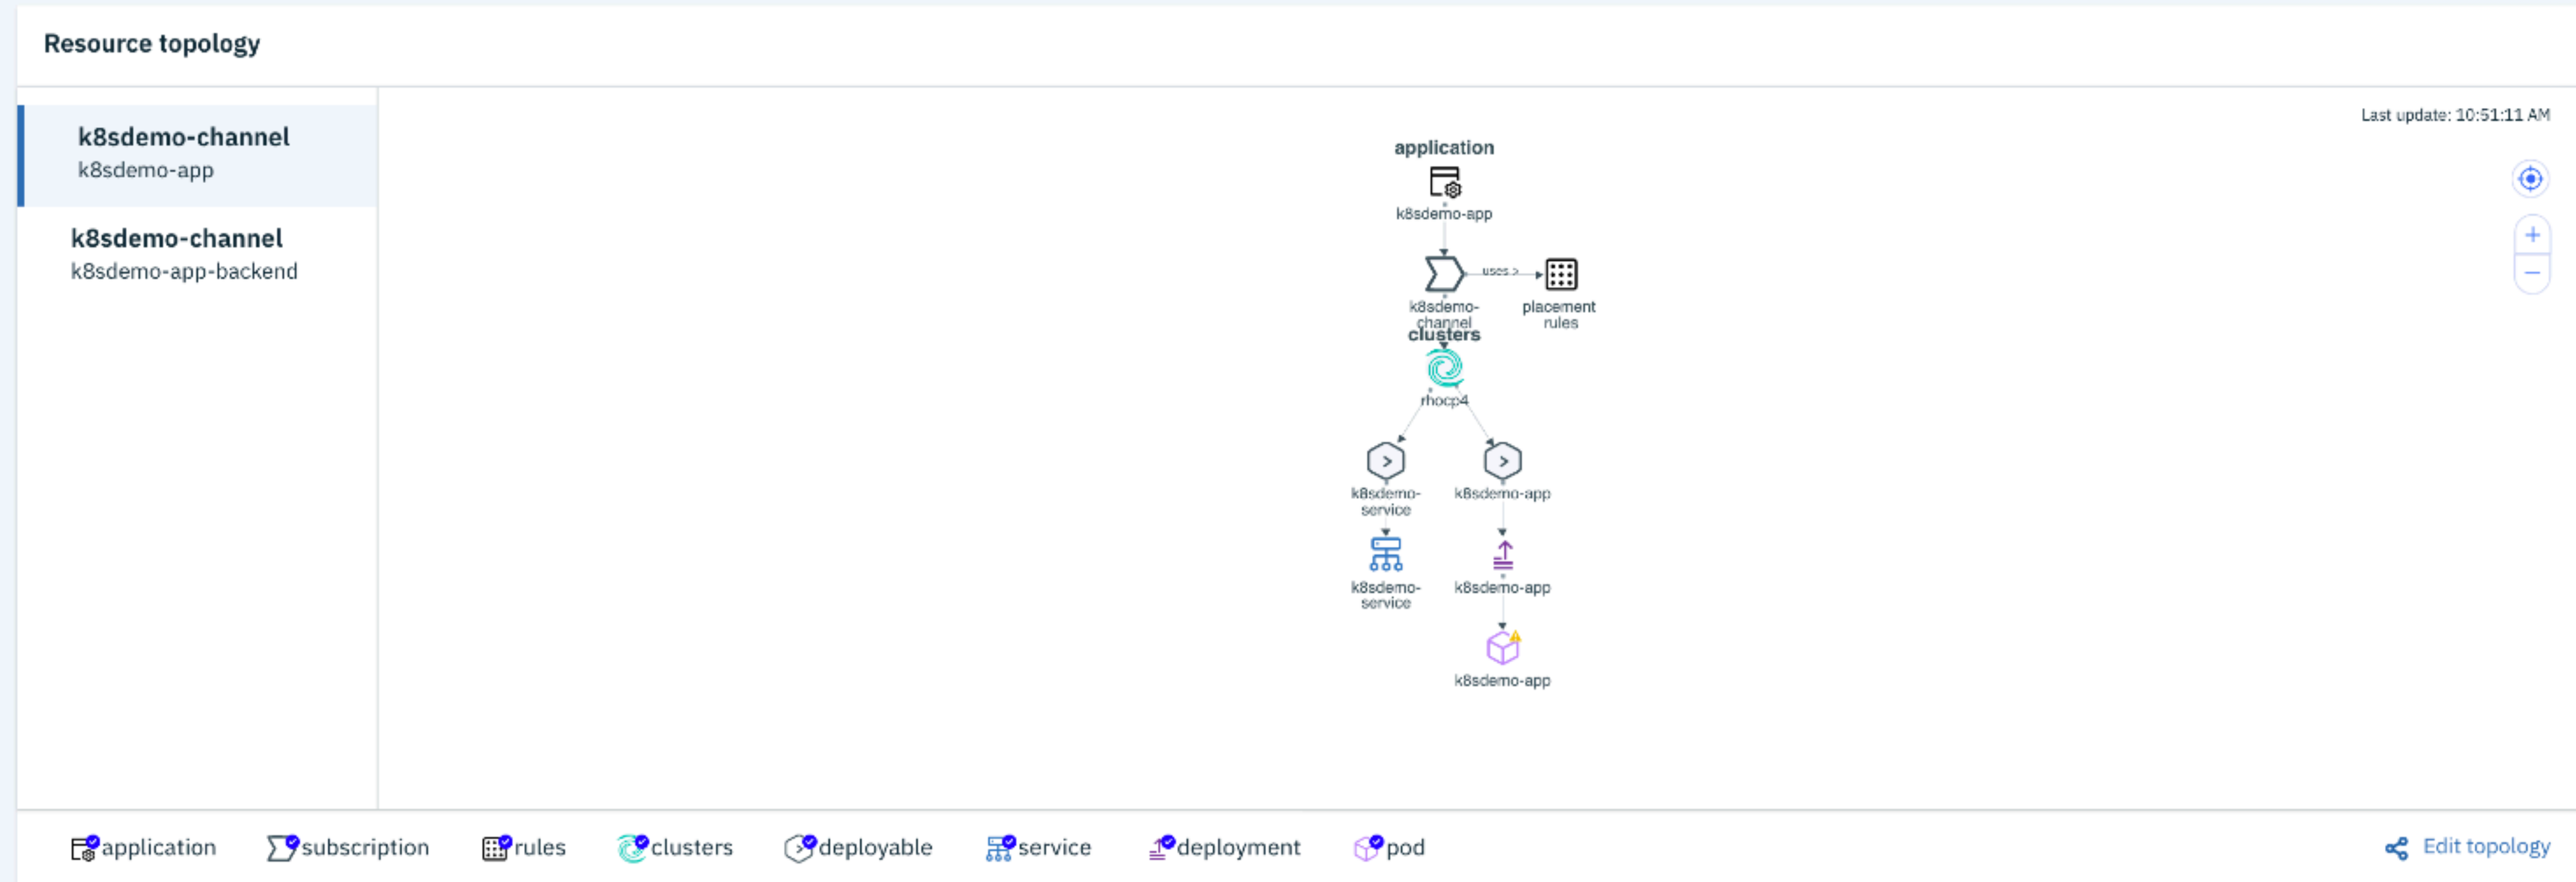 Resource topology
k8sdemo-channel
k8sdemo-app
k8sdemo-channel
k8sdemo-app-backend
Last update: 10:51:11 AM
application
k8sdemo-app
uses >
k8sdemo-
channel
placement
rules
clusters
rhocp4
k8sdemo-
service
k8sdemo-app
k8sdemo-
service
k8sdemo-app
k8sdemo-app
application
subscription
rules
clusters
deployable
service
deployment
pod
Edit topology